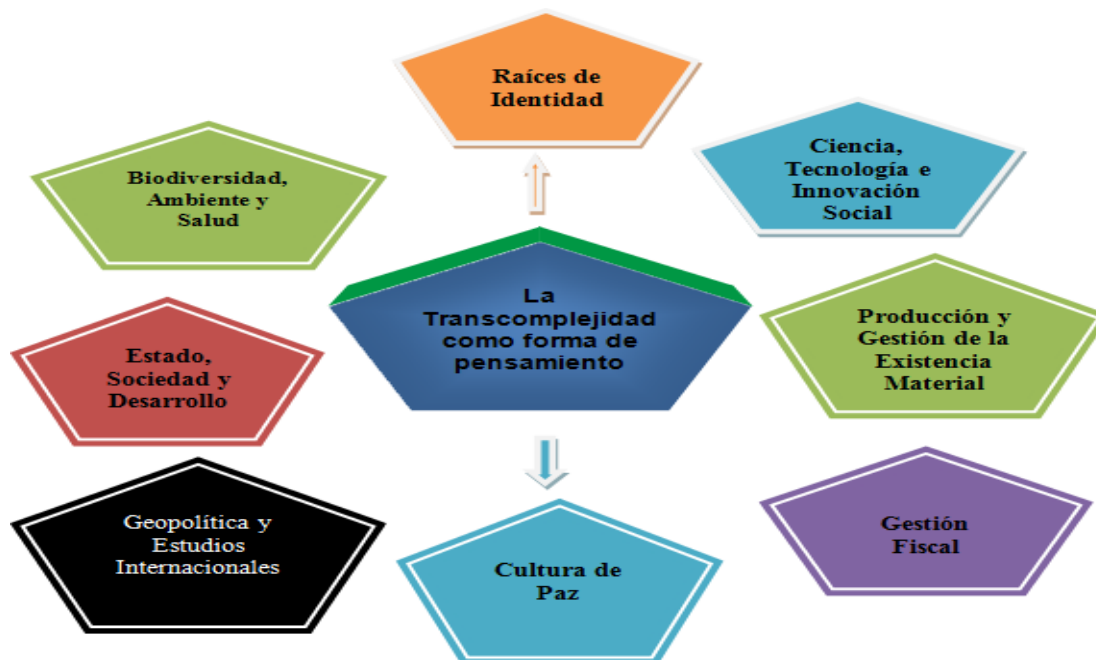 Raíces de
Identidad
Ciencia,
Tecnología e
Innovación
Social
Biodiversidad,
Ambiente y
Salud
La
Transcomplejidad
como forma de
pensamiento
Producción y
Gestión de la
Existencia
Material
Estado,
Sociedad y
Desarrollo
Geopolítica y
Estudios
Internacionales
Cultura de
Paz
Gestión
Fiscal